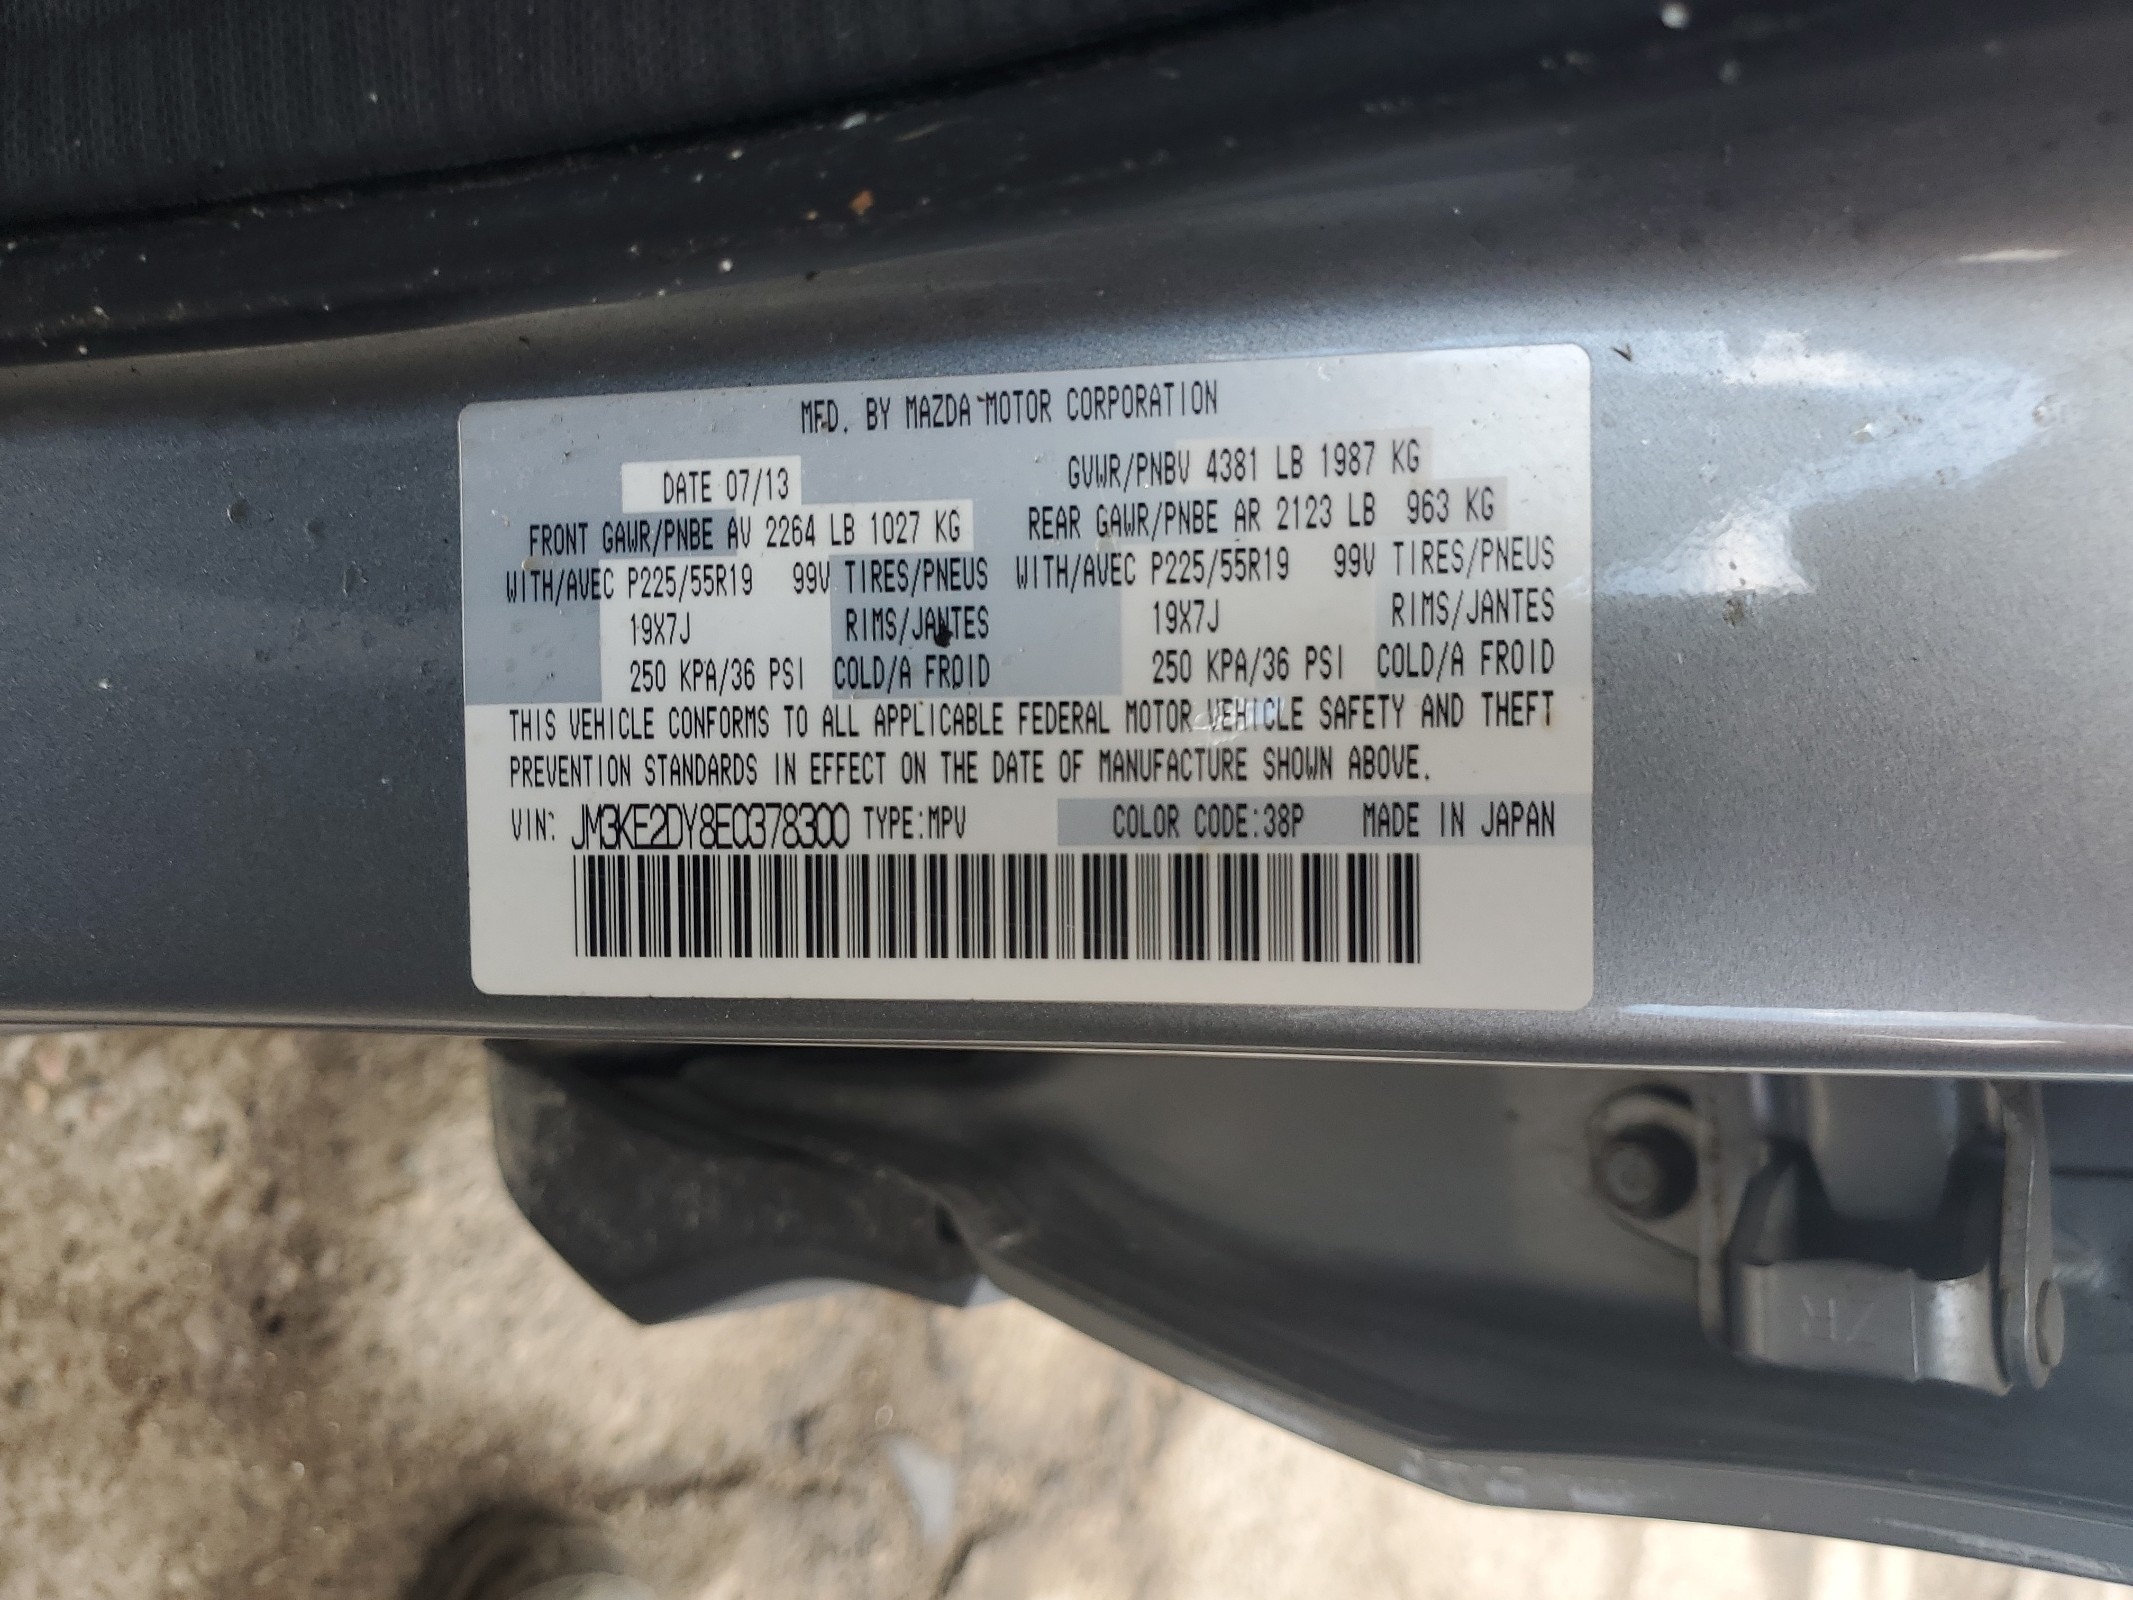 MFD. BY MAZDA MOTOR CORPORATION
DATE 07/13 GVWR/PNBV 4381 LB 1987 KG
FRONT GAWR/PNBE AV 2264 LB 1027 KG REAR GAWR/PNBE AR 2123 LB 963 KG
WITH/AVEC P225/55R19 99V TIRES/PNEUS WITH/AVEC P225/55R19 99V TIRES/PNEUS
19X7J RIMS/JANTES 19X7J RIMS/JANTES
250 KPA/36 PSI COLD/A FROID 250 KPA/36 PSI COLD/A FROID
THIS VEHICLE CONFORMS TO ALL APPLICABLE FEDERAL MOTOR VEHICLE SAFETY AND THEFT
PREVENTION STANDARDS IN EFFECT ON THE DATE OF MANUFACTURE SHOWN ABOVE.
VIN: JM3KE2DY8E0378300 TYPE:MPV COLOR CODE:38P MADE IN JAPAN